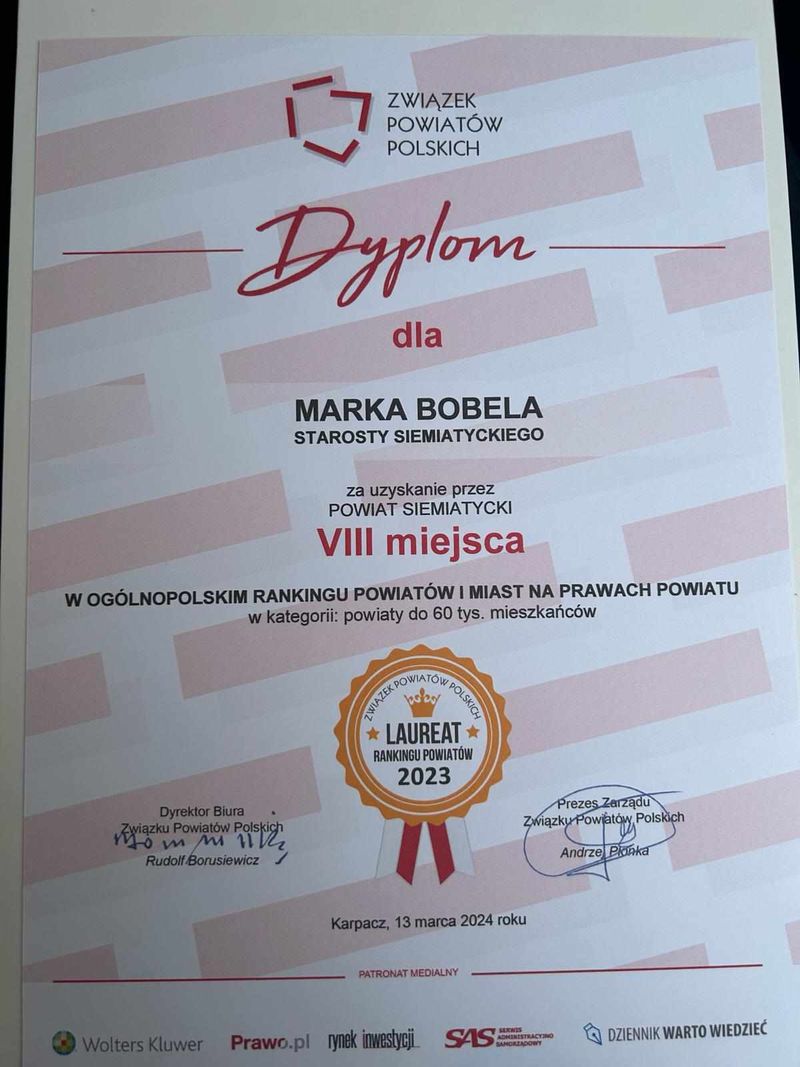 ZWIĄZEK
POWIATÓW
POLSKICH
Dyplom
dla
MARKA BOBELA
STAROSTY SIEMIATYCKIEGO
za uzyskanie przez
POWIAT SIEMIATYCKI
VIII miejsca
W OGÓLNOPOLSKIM RANKINGU POWIATÓW I MIAST NA PRAWACH POWIATU
w kategorii: powiaty do 60 tys. mieszkańców
ZWIĄZEK POWIATÓW POLSKICH
LAUREAT
RANKINGU POWIATÓW
2023
Dyrektor Biura
Związku Powiatów Polskich
Rudolf Borusiewicz
Prezes Zarządu
Związku Powiatów Polskich
Andrzej Płonka
Karpacz, 13 marca 2024 roku
PATRONAT MEDIALNY
Wolters Kluwer
Prawo.pl
rynek inwestycji
SAS SERWIS
ADMINISTRACYJNO
SAMORZĄDOWY
DZIENNIK WARTO WIEDZIEĆ